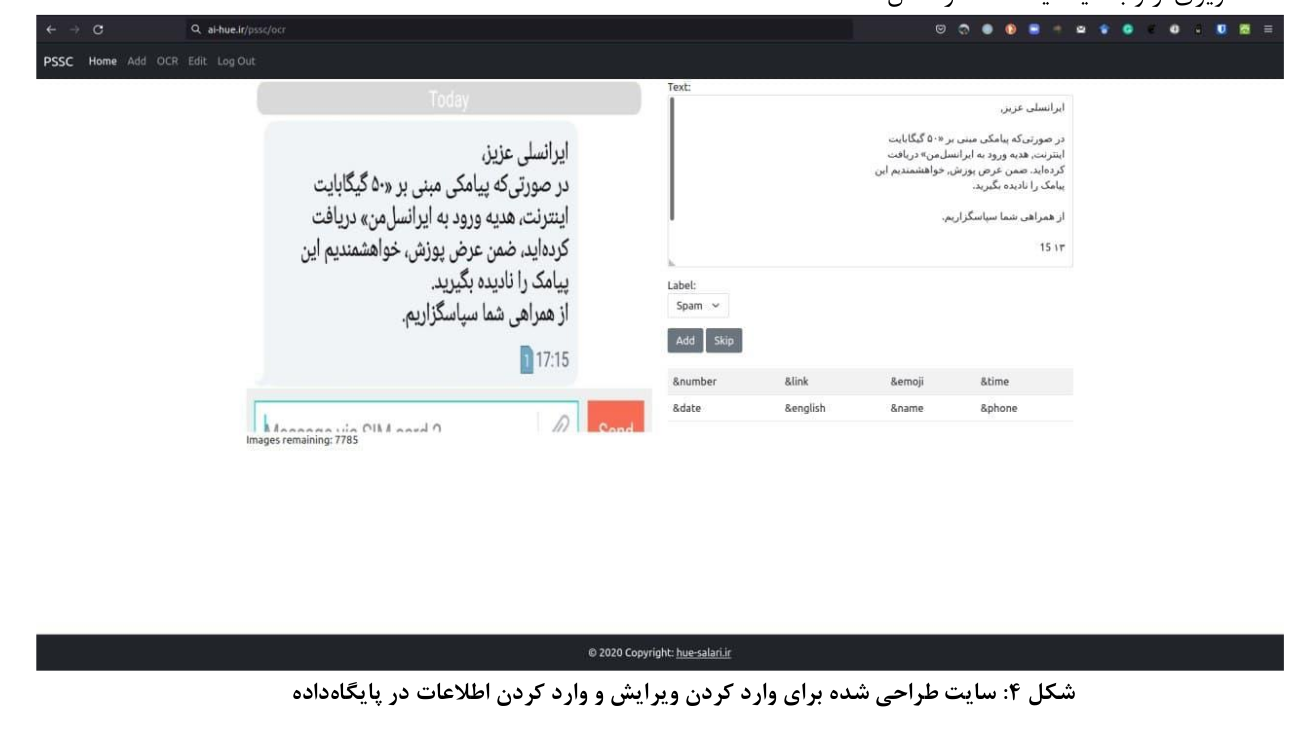 ai-hue.ir/pssc/ocr
PSSC Home Add OCR Edit Log Out
Today
ایرانسلی عزیز،
در صورتی‌که پیامکی مبنی بر «۵۰ گیگابایت
اینترنت، هدیه ورود به ایرانسل‌من» دریافت
کرده‌اید، ضمن عرض پوزش، خواهشمندیم این
پیامک را نادیده بگیرید.
از همراهی شما سپاسگزاریم.
1 17:15
Send
Images remaining: 7785
Text:
ایرانسلی عزیز,
در صورتی‌که پیامکی مبنی بر «۵۰ گیگابایت
اینترنت, هدیه ورود به ایرانسل‌من» دریافت
کرده‌اید. ضمن عرض پوزش, خواهشمندیم این
پیامک را نادیده بگیرید.
از همراهی شما سپاسگزاریم.
15 ۱۳
Label:
Spam
Add Skip
&number &link &emoji &time
&date &english &name &phone
© 2020 Copyright: hue-salari.ir
شکل ۴: سایت طراحی شده برای وارد کردن ویرایش و وارد کردن اطلاعات در پایگاه‌داده